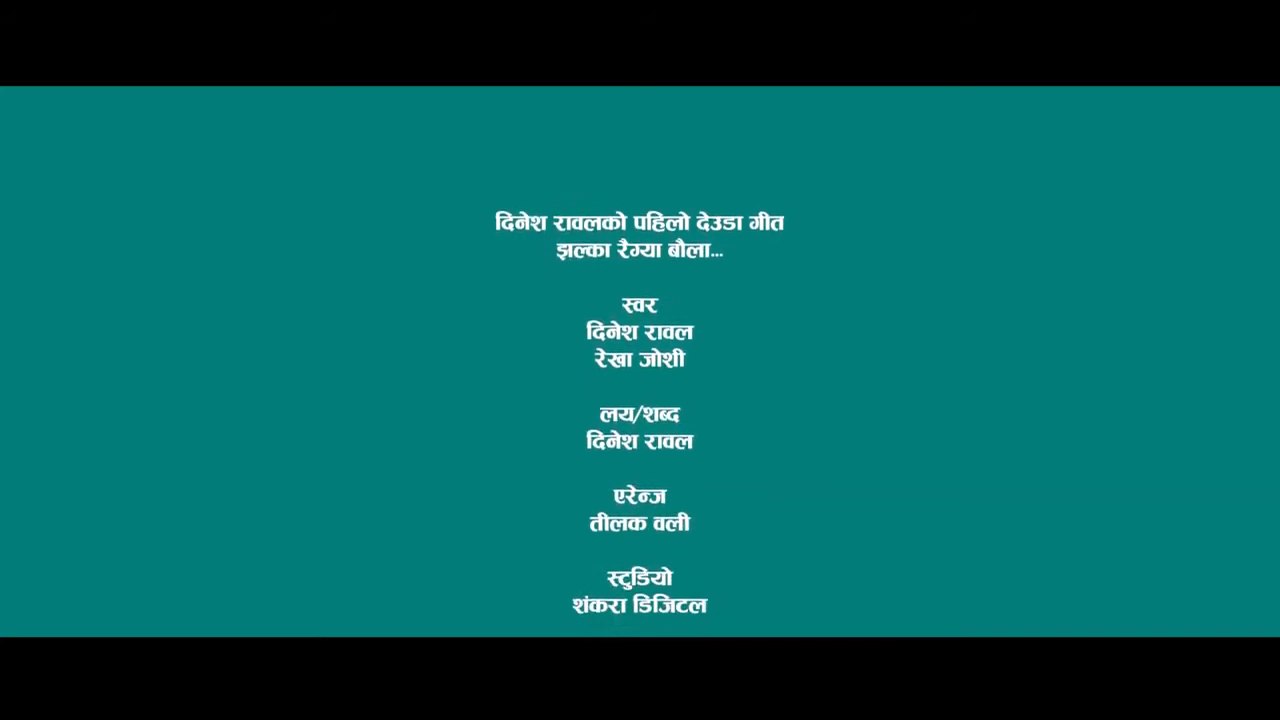 दिनेश रावलको पहिलो देउडा गीत
झल्का रैग्या बौला...
स्वर
दिनेश रावल
रेखा जोशी
लय/शब्द
दिनेश रावल
एरेन्ज
तीलक वली
स्टुडियो
शंकरा डिजिटल